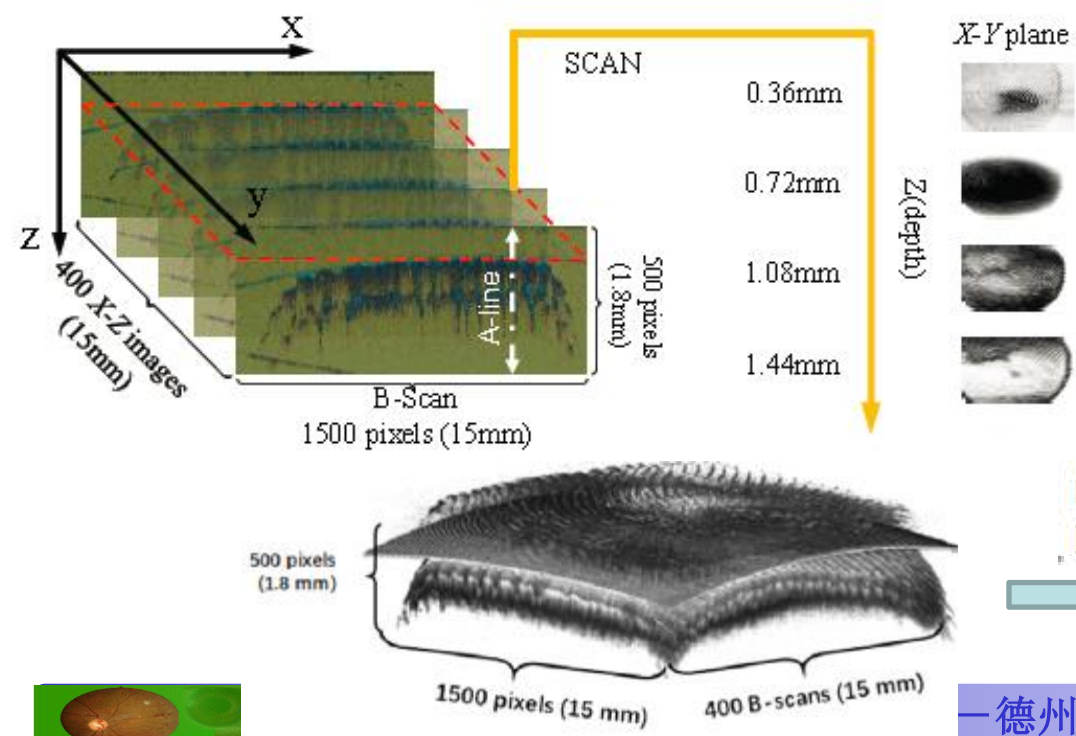 X
SCAN
X-Y plane
0.36mm
0.72mm
1.08mm
1.44mm
Z(depth)
y
Z
400 X-Z images
(15mm)
A-line
500 pixels
(1.8mm)
B-Scan
1500 pixels (15mm)
500 pixels
(1.8 mm)
1500 pixels (15 mm)
400 B-scans (15 mm)
一德州